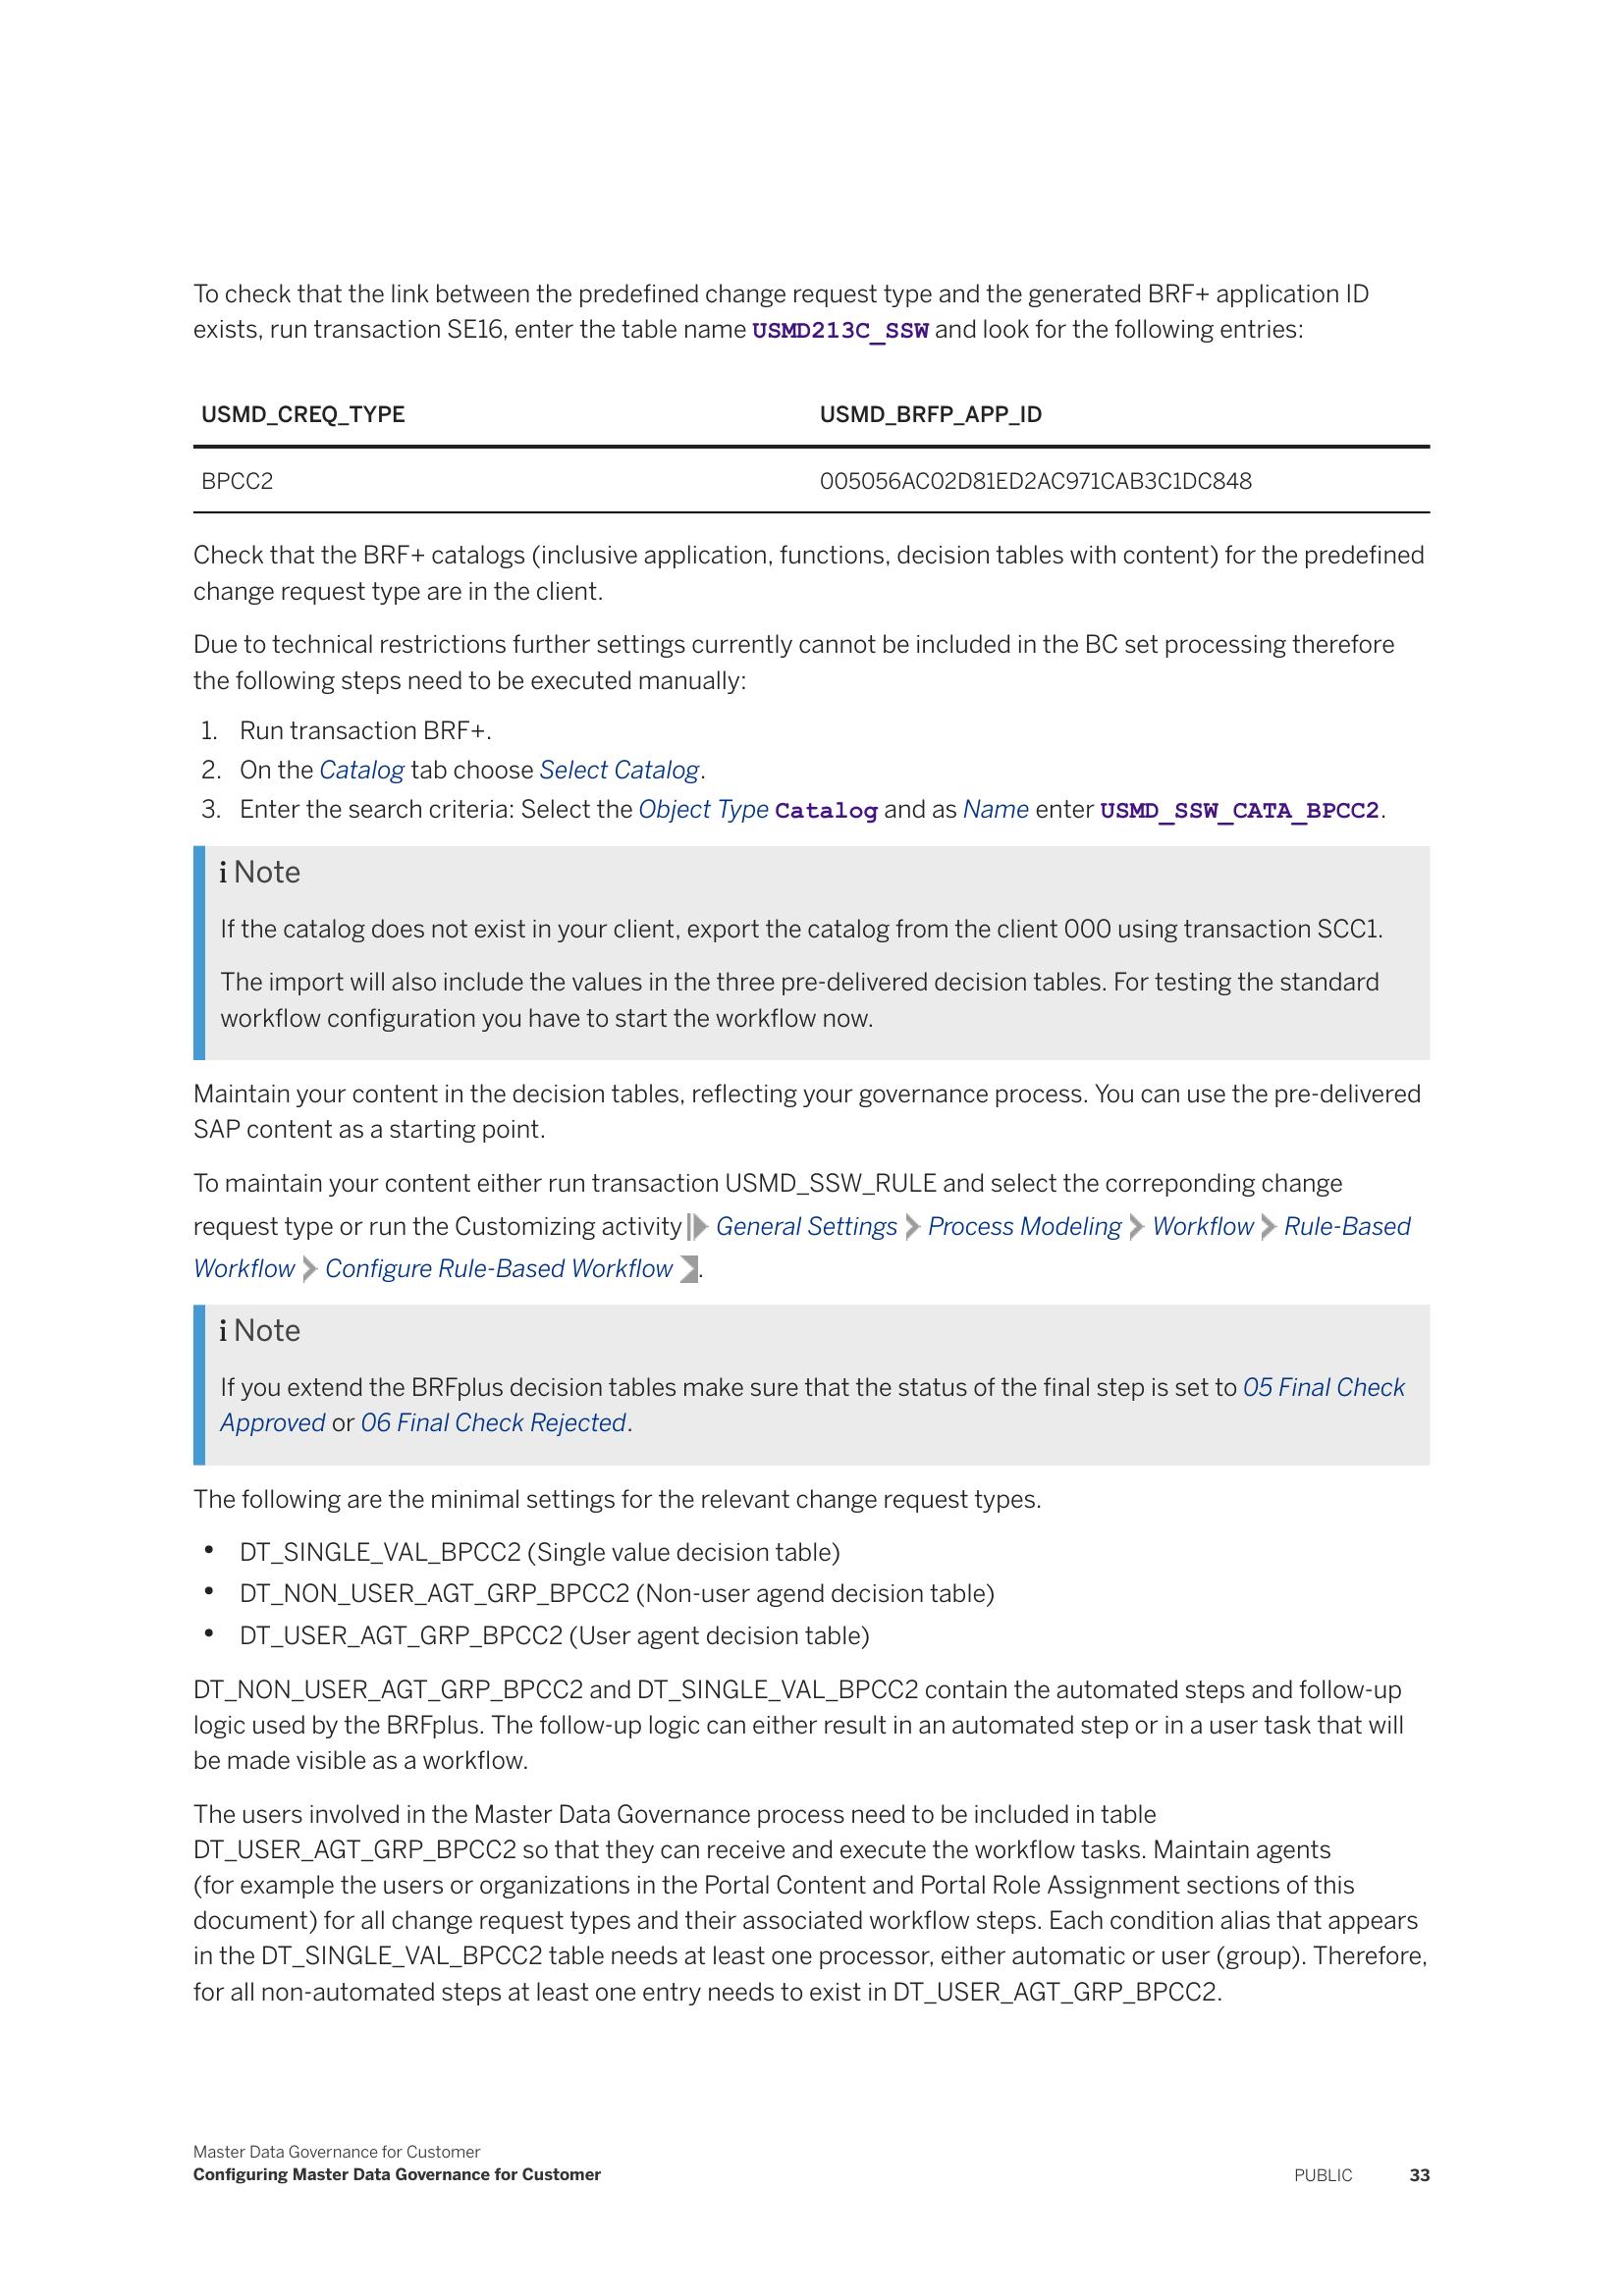 To check that the link between the predefined change request type and the generated BRF+ application ID
exists, run transaction SE16, enter the table name USMD213C_SSW and look for the following entries:
USMD_CREQ_TYPE USMD_BRFP_APP_ID
BPCC2 005056AC02D81ED2AC971CAB3C1DC848
Check that the BRF+ catalogs (inclusive application, functions, decision tables with content) for the predefined
change request type are in the client.
Due to technical restrictions further settings currently cannot be included in the BC set processing therefore
the following steps need to be executed manually:
1. Run transaction BRF+.
2. On the Catalog tab choose Select Catalog.
3. Enter the search criteria: Select the Object Type Catalog and as Name enter USMD_SSW_CATA_BPCC2.
i Note
If the catalog does not exist in your client, export the catalog from the client 000 using transaction SCC1.
The import will also include the values in the three pre-delivered decision tables. For testing the standard
workflow configuration you have to start the workflow now.
Maintain your content in the decision tables, reflecting your governance process. You can use the pre-delivered
SAP content as a starting point.
To maintain your content either run transaction USMD_SSW_RULE and select the correponding change
request type or run the Customizing activity General Settings Process Modeling Workflow Rule-Based
Workflow Configure Rule-Based Workflow .
i Note
If you extend the BRFplus decision tables make sure that the status of the final step is set to 05 Final Check
Approved or 06 Final Check Rejected.
The following are the minimal settings for the relevant change request types.
• DT_SINGLE_VAL_BPCC2 (Single value decision table)
• DT_NON_USER_AGT_GRP_BPCC2 (Non-user agend decision table)
• DT_USER_AGT_GRP_BPCC2 (User agent decision table)
DT_NON_USER_AGT_GRP_BPCC2 and DT_SINGLE_VAL_BPCC2 contain the automated steps and follow-up
logic used by the BRFplus. The follow-up logic can either result in an automated step or in a user task that will
be made visible as a workflow.
The users involved in the Master Data Governance process need to be included in table
DT_USER_AGT_GRP_BPCC2 so that they can receive and execute the workflow tasks. Maintain agents
(for example the users or organizations in the Portal Content and Portal Role Assignment sections of this
document) for all change request types and their associated workflow steps. Each condition alias that appears
in the DT_SINGLE_VAL_BPCC2 table needs at least one processor, either automatic or user (group). Therefore,
for all non-automated steps at least one entry needs to exist in DT_USER_AGT_GRP_BPCC2.
Master Data Governance for Customer
Configuring Master Data Governance for Customer PUBLIC 33